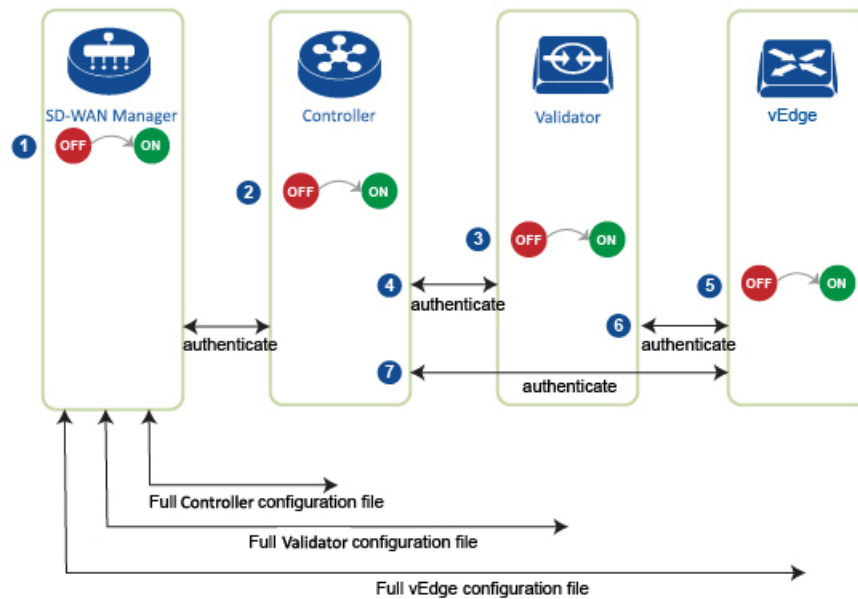 SD-WAN Manager
Controller
Validator
vEdge
1
OFF
ON
2
OFF
ON
3
OFF
ON
4
authenticate
5
OFF
ON
authenticate
6
authenticate
7
authenticate
Full Controller configuration file
Full Validator configuration file
Full vEdge configuration file